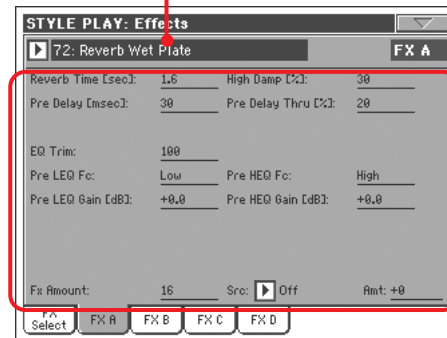 STYLE PLAY: Effects
72: Reverb Wet Plate FX A
Reverb Time [sec]: 1.6 High Damp [%]: 30
Pre Delay [msec]: 30 Pre Delay Thru [%]: 20
EQ Trim: 100
Pre LEQ Fc: Low Pre HEQ Fc: High
Pre LEQ Gain [dB]: +0.0 Pre HEQ Gain [dB]: +0.0
Fx Amount: 16 Src: Off Amt: +0
FX Select FX A FX B FX C FX D